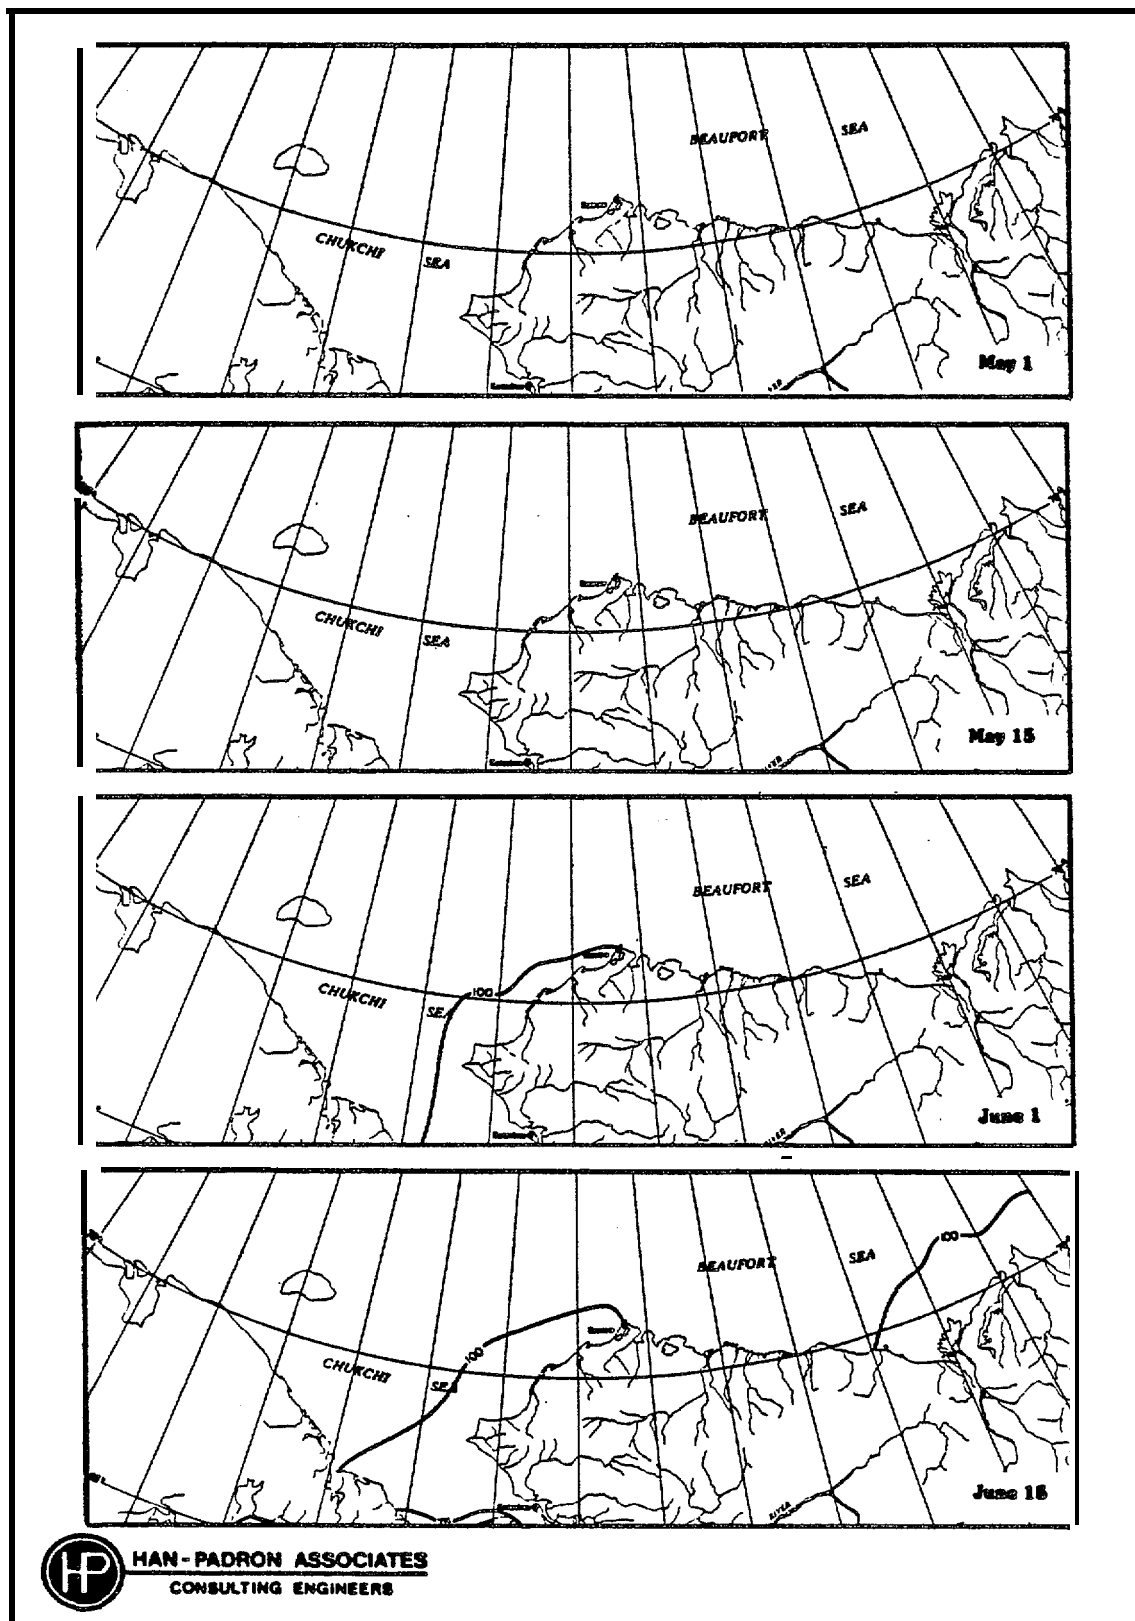 BEAUFORT SEA
CHUKCHI SEA
May 1
BEAUFORT SEA
CHUKCHI SEA
May 15
BEAUFORT SEA
CHUKCHI SEA
100
June 1
100
BEAUFORT SEA
100
CHUKCHI SEA
RIVER
June 15
HP
HAN-PADRON ASSOCIATES
CONSULTING ENGINEERS